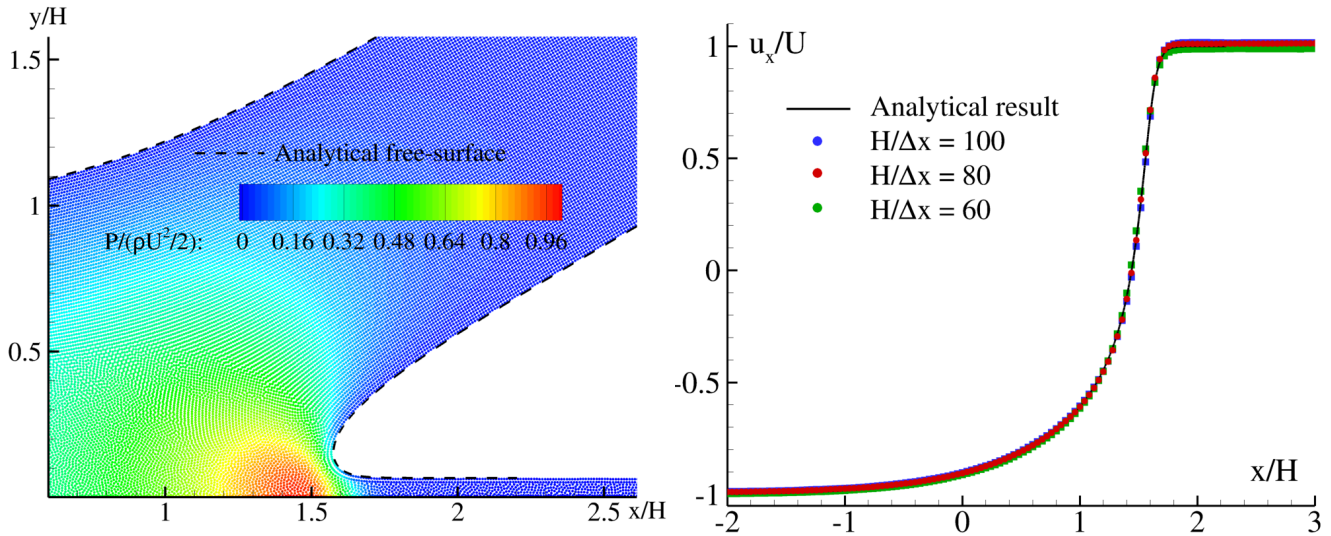 y/H
1.5
Analytical free-surface
1
P/(ρU²/2): 0 0.16 0.32 0.48 0.64 0.8 0.96
0.5
1 1.5 2 2.5 x/H
1 uₓ/U
Analytical result
H/Δx = 100
0.5
H/Δx = 80
H/Δx = 60
0
-0.5
x/H
-1
-2 -1 0 1 2 3